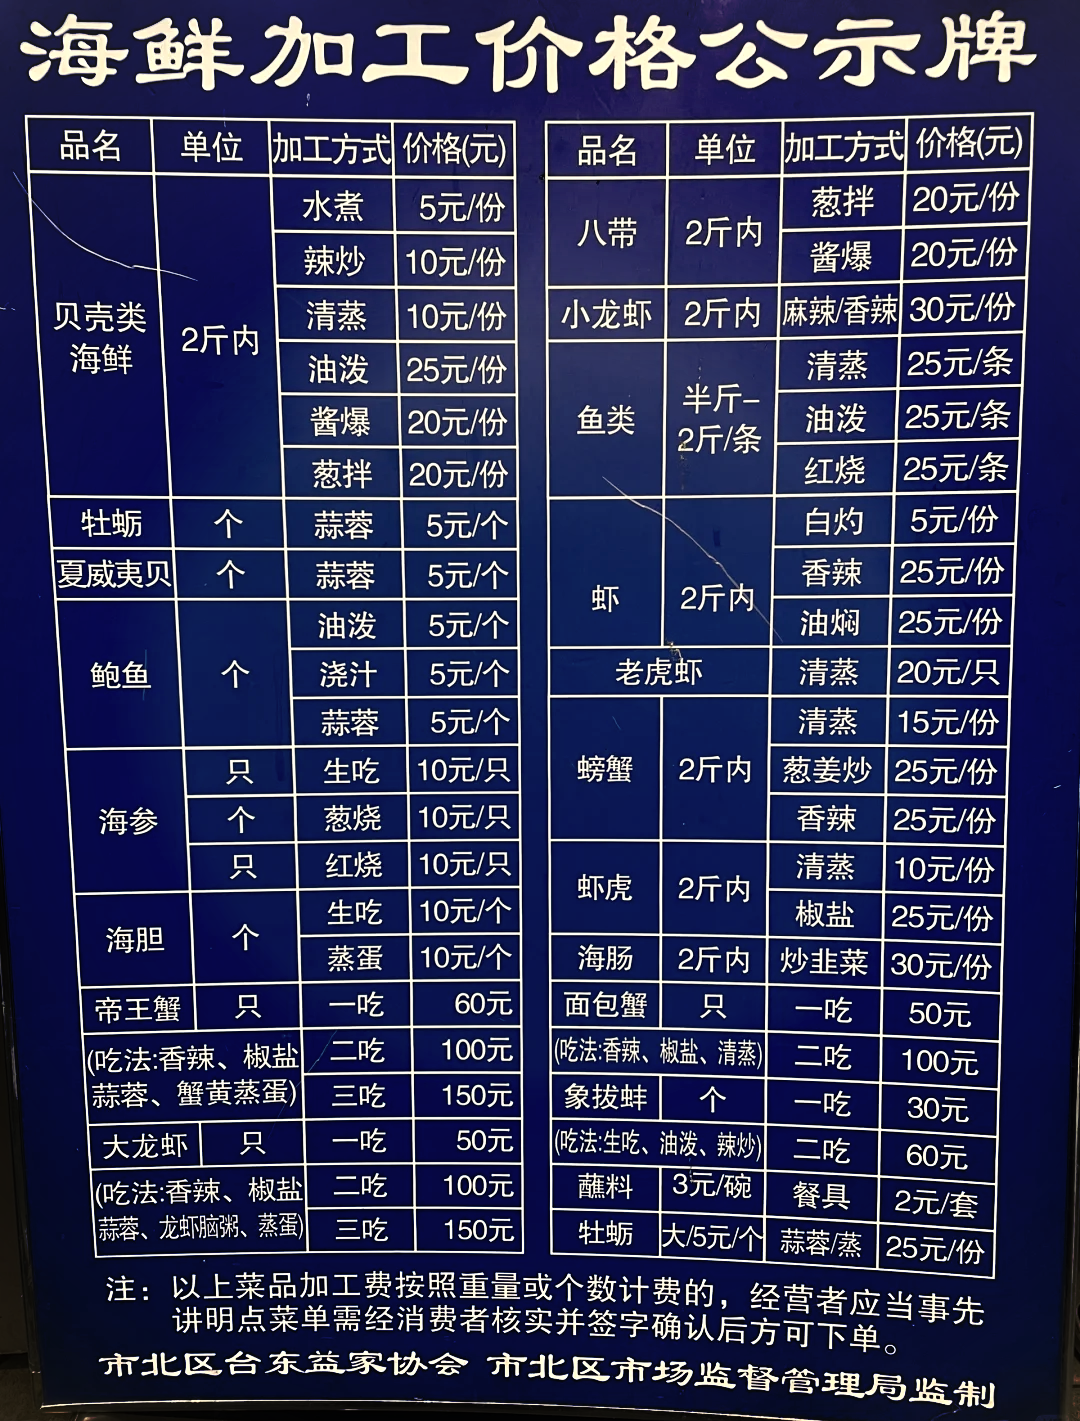 海鲜加工价格公示牌
品名 单位 加工方式 价格(元)
贝壳类海鲜 2斤内 水煮 5元/份
辣炒 10元/份
清蒸 10元/份
油泼 25元/份
酱爆 20元/份
葱拌 20元/份
牡蛎 个 蒜蓉 5元/个
夏威夷贝 个 蒜蓉 5元/个
鲍鱼 个 油泼 5元/个
浇汁 5元/个
蒜蓉 5元/个
海参 只 生吃 10元/只
个 葱烧 10元/只
只 红烧 10元/只
海胆 个 生吃 10元/个
蒸蛋 10元/个
帝王蟹 只 一吃 60元
(吃法:香辣、椒盐 二吃 100元
蒜蓉、蟹黄蒸蛋) 三吃 150元
大龙虾 只 一吃 50元
(吃法:香辣、椒盐 二吃 100元
蒜蓉、龙虾脑粥、蒸蛋) 三吃 150元
品名 单位 加工方式 价格(元)
八带 2斤内 葱拌 20元/份
酱爆 20元/份
小龙虾 2斤内 麻辣/香辣 30元/份
鱼类 半斤-2斤/条 清蒸 25元/条
油泼 25元/条
红烧 25元/条
虾 2斤内 白灼 5元/份
香辣 25元/份
油焖 25元/份
老虎虾 清蒸 20元/只
螃蟹 2斤内 清蒸 15元/份
葱姜炒 25元/份
香辣 25元/份
虾虎 2斤内 清蒸 10元/份
椒盐 25元/份
海肠 2斤内 炒韭菜 30元/份
面包蟹 只 一吃 50元
(吃法:香辣、椒盐、清蒸) 二吃 100元
象拔蚌 个 一吃 30元
(吃法:生吃、油泼、辣炒) 二吃 60元
蘸料 3元/碗 餐具 2元/套
牡蛎 大/5元/个 蒜蓉/蒸 25元/份
注：以上菜品加工费按照重量或个数计费的，经营者应当事先
讲明点菜单需经消费者核实并签字确认后方可下单。
市北区台东益家协会 市北区市场监督管理局监制